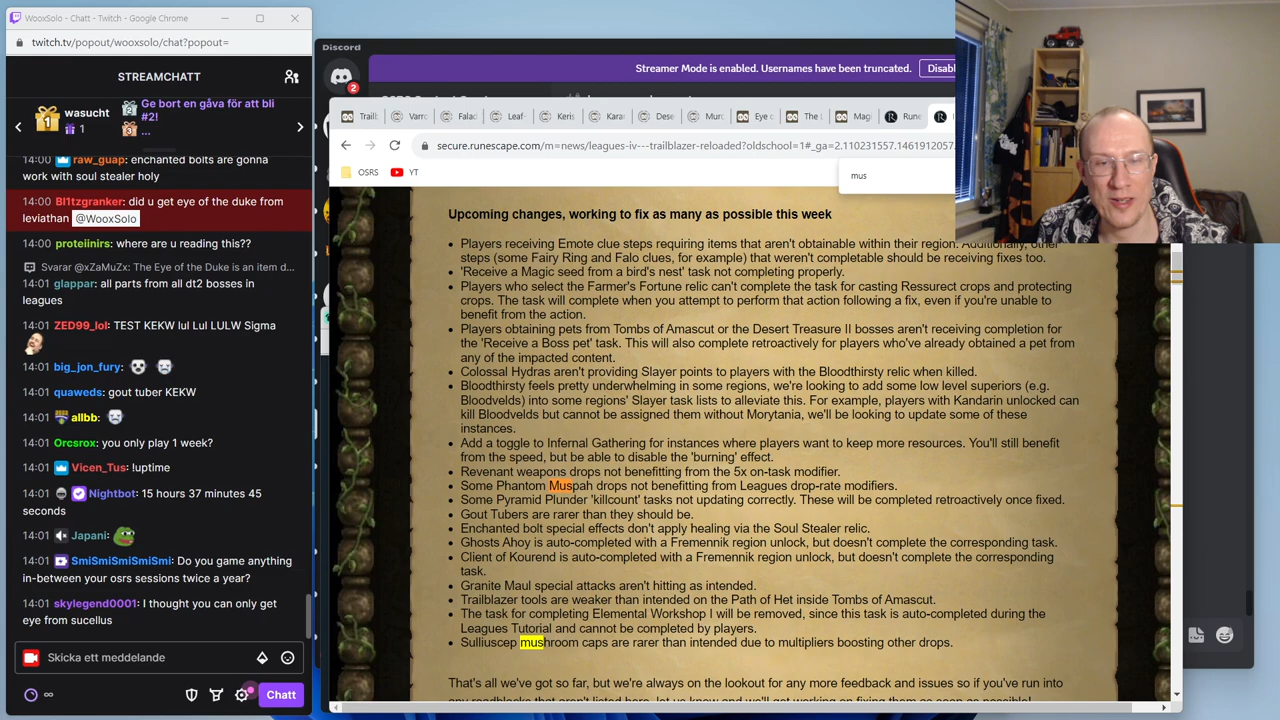 WooxSolo - Chatt - Twitch - Google Chrome
twitch.tv/popout/wooxsolo/chat?popout=
STREAMCHATT
wasucht
1
Ge bort en gåva för att bli
#2!
...
14:00 raw_guap: enchanted bolts are gonna
work with soul stealer holy
14:00 Bl1tzgranker: did u get eye of the duke from
leviathan @WooxSolo
14:00 proteiinirs: where are u reading this??
Svarar @xZaMuZx: The Eye of the Duke is an item d...
14:01 glappar: all parts from all dt2 bosses in
leagues
14:01 ZED99_lol: TEST KEKW lul Lul LULW Sigma
14:01 big_jon_fury:
14:01 quaweds: gout tuber KEKW
14:01 allbb:
14:01 Orcsrox: you only play 1 week?
14:01 Vicen_Tus: !uptime
14:01 Nightbot: 15 hours 37 minutes 45
seconds
14:01 Japani:
14:01 SmiSmiSmiSmiSmi: Do you game anything
in-between your osrs sessions twice a year?
14:01 skylegend0001: I thought you can only get
eye from sucellus
Skicka ett meddelande
∞
Chatt
Discord
2
Streamer Mode is enabled. Usernames have been truncated.
Disabl
Trailb
Varro
Falac
Leaf-
Keris
Kara
Dese
Murc
Eye c
The L
Magi
Rune
secure.runescape.com/m=news/leagues-iv---trailblazer-reloaded?oldschool=1#_ga=2.110231557.1461912057
OSRS
YT
mus
Upcoming changes, working to fix as many as possible this week
• Players receiving Emote clue steps requiring items that aren't obtainable within their region. Additionally, other
steps (some Fairy Ring and Falo clues, for example) that weren't completable should be receiving fixes too.
• 'Receive a Magic seed from a bird's nest' task not completing properly.
• Players who select the Farmer's Fortune relic can't complete the task for casting Ressurect crops and protecting
crops. The task will complete when you attempt to perform that action following a fix, even if you're unable to
benefit from the action.
• Players obtaining pets from Tombs of Amascut or the Desert Treasure II bosses aren't receiving completion for
the 'Receive a Boss pet' task. This will also complete retroactively for players who've already obtained a pet from
any of the impacted content.
• Colossal Hydras aren't providing Slayer points to players with the Bloodthirsty relic when killed.
• Bloodthirsty feels pretty underwhelming in some regions, we're looking to add some low level superiors (e.g.
Bloodvelds) into some regions' Slayer task lists to alleviate this. For example, players with Kandarin unlocked can
kill Bloodvelds but cannot be assigned them without Morytania, we'll be looking to update some of these
instances.
• Add a toggle to Infernal Gathering for instances where players want to keep more resources. You'll still benefit
from the speed, but be able to disable the 'burning' effect.
• Revenant weapons drops not benefitting from the 5x on-task modifier.
• Some Phantom Muspah drops not benefitting from Leagues drop-rate modifiers.
• Some Pyramid Plunder 'killcount' tasks not updating correctly. These will be completed retroactively once fixed.
• Gout Tubers are rarer than they should be.
• Enchanted bolt special effects don't apply healing via the Soul Stealer relic.
• Ghosts Ahoy is auto-completed with a Fremennik region unlock, but doesn't complete the corresponding task.
• Client of Kourend is auto-completed with a Fremennik region unlock, but doesn't complete the corresponding
task.
• Granite Maul special attacks aren't hitting as intended.
• Trailblazer tools are weaker than intended on the Path of Het inside Tombs of Amascut.
• The task for completing Elemental Workshop I will be removed, since this task is auto-completed during the
Leagues Tutorial and cannot be completed by players.
• Sulliuscep mushroom caps are rarer than intended due to multipliers boosting other drops.
That's all we've got so far, but we're always on the lookout for any more feedback and issues so if you've run into